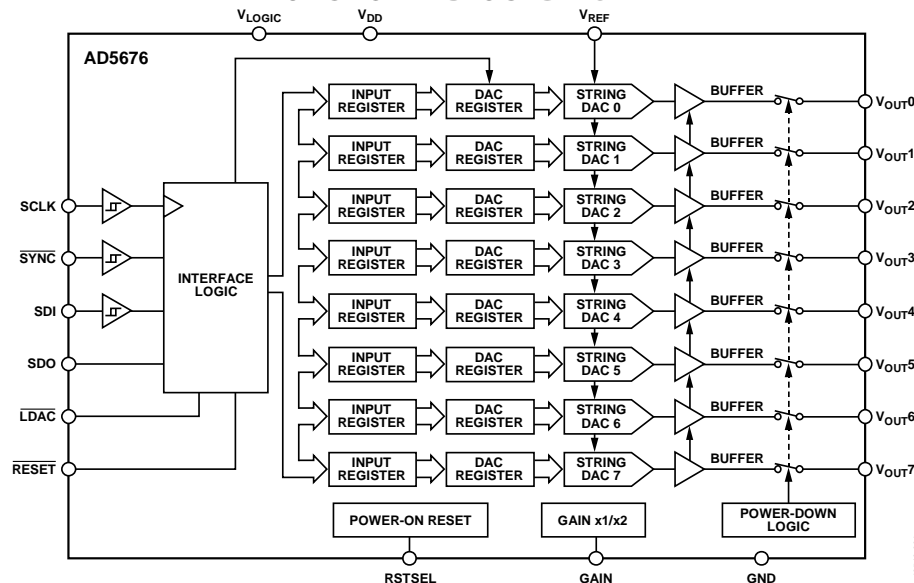 VLOGIC VDD VREF
AD5676
INPUT REGISTER DAC REGISTER STRING DAC 0 BUFFER VOUT0
INPUT REGISTER DAC REGISTER STRING DAC 1 BUFFER VOUT1
INPUT REGISTER DAC REGISTER STRING DAC 2 BUFFER VOUT2
INPUT REGISTER DAC REGISTER STRING DAC 3 BUFFER VOUT3
INPUT REGISTER DAC REGISTER STRING DAC 4 BUFFER VOUT4
INPUT REGISTER DAC REGISTER STRING DAC 5 BUFFER VOUT5
INPUT REGISTER DAC REGISTER STRING DAC 6 BUFFER VOUT6
INPUT REGISTER DAC REGISTER STRING DAC 7 BUFFER VOUT7
SCLK
SYNC
SDI
SDO
LDAC
RESET
INTERFACE
LOGIC
POWER-ON RESET
GAIN x1/x2
POWER-DOWN
LOGIC
RSTSEL GAIN GND